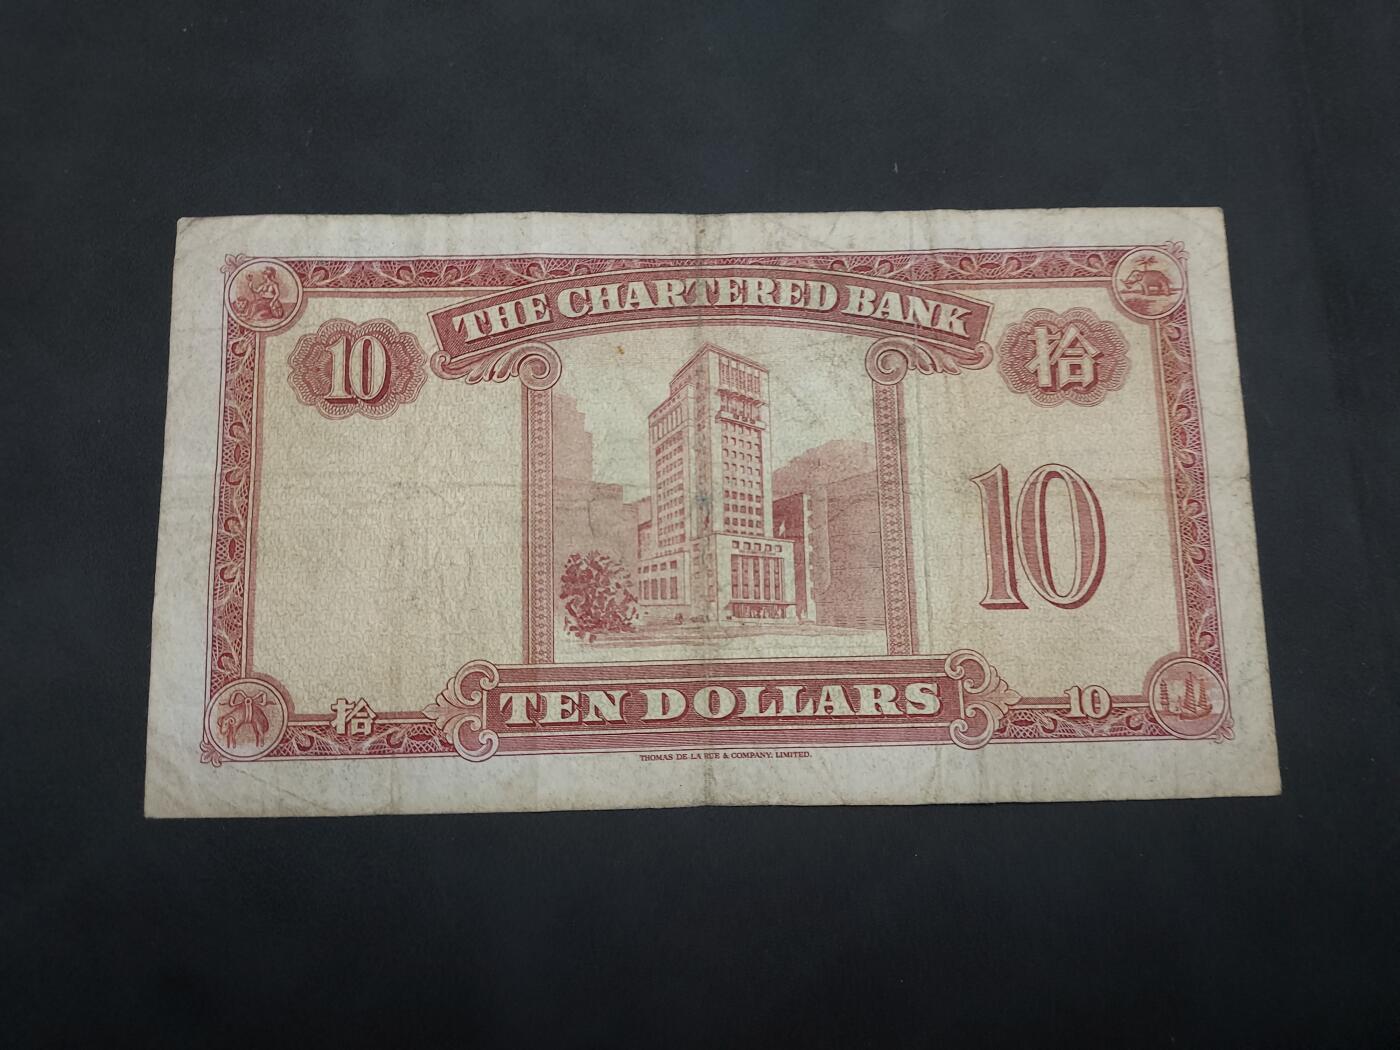 THE CHARTERED BANK
10
拾
10
拾
TEN DOLLARS
10
THOMAS DE LA RUE & COMPANY, LIMITED.